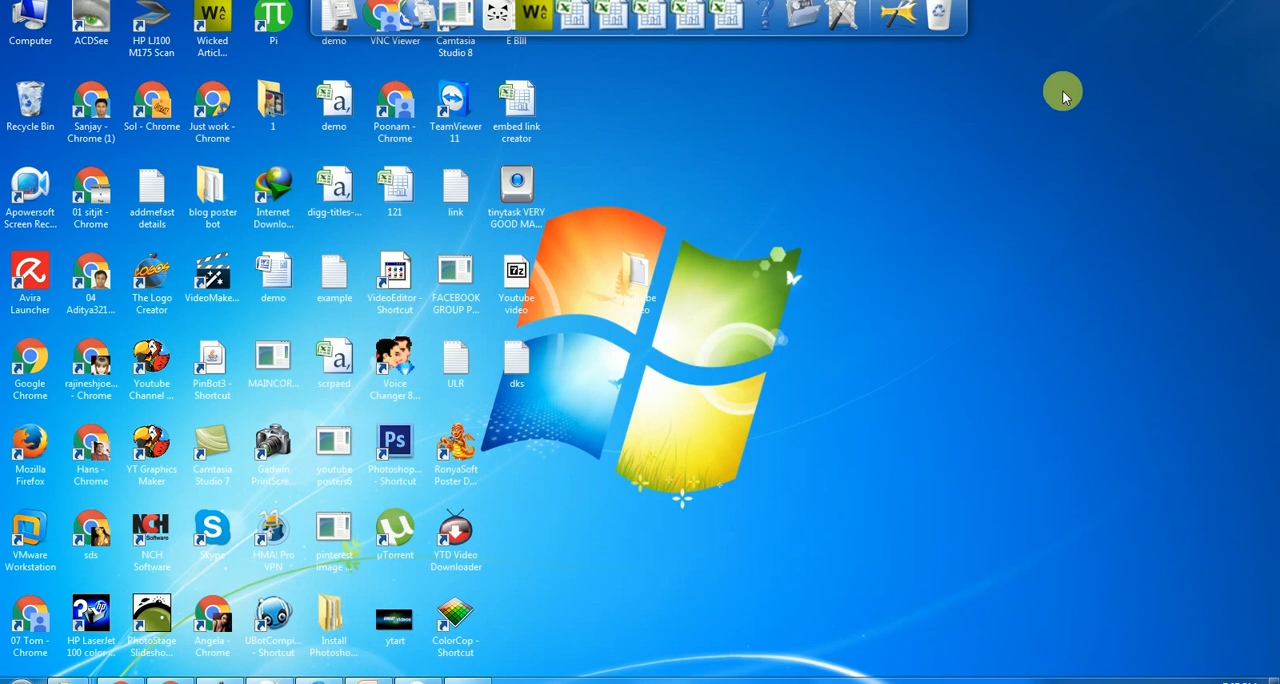 Computer
ACDSee
HP LJ100
M175 Scan
Wicked
Articl...
Pi
demo
VNC Viewer
Camtasia
Studio 8
E BIll
Recycle Bin
Sanjay -
Chrome (1)
Sol - Chrome
Just work -
Chrome
1
demo
Poonam -
Chrome
TeamViewer
11
embed link
creator
Apowersoft
Screen Rec...
01 sitjit -
Chrome
addmefast
details
blog poster
bot
Internet
Downlo...
digg-titles-...
121
link
tinytask VERY
GOOD MA...
Avira
Launcher
04
Aditya321...
The Logo
Creator
VideoMake...
demo
example
VideoEditor -
Shortcut
FACEBOOK
GROUP P...
Youtube
video
Google
Chrome
rajineshjoe...
- Chrome
Youtube
Channel ...
PinBot3 -
Shortcut
MAINCOR...
scrpaed
Voice
Changer 8...
ULR
dks
Mozilla
Firefox
Hans -
Chrome
YT Graphics
Maker
Camtasia
Studio 7
Gadwin
PrintScre...
youtube
posters6
Photoshop...
- Shortcut
RonyaSoft
Poster D...
VMware
Workstation
sds
NCH
Software
Skype
HMA! Pro
VPN
pinterest
image ...
µTorrent
YTD Video
Downloader
07 Tom -
Chrome
HP LaserJet
100 color...
PhotoStage
Slidesho...
Angela -
Chrome
UBotCompi...
- Shortcut
Install
Photosho...
ytart
ColorCop -
Shortcut